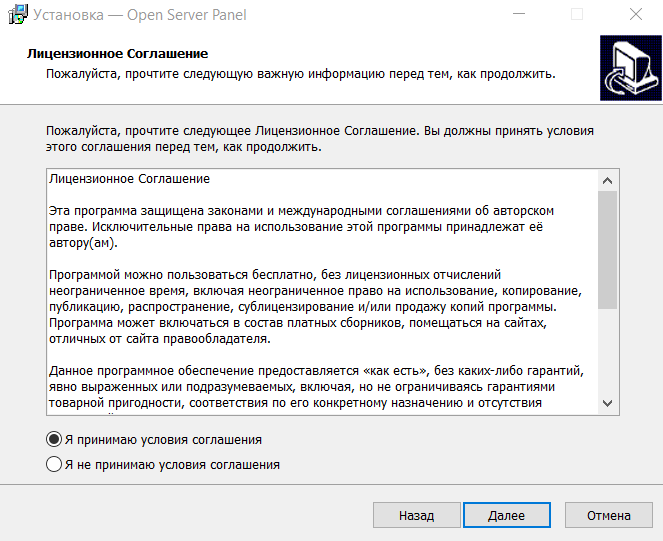 Установка — Open Server Panel
Лицензионное Соглашение
Пожалуйста, прочтите следующую важную информацию перед тем, как продолжить.
Пожалуйста, прочтите следующее Лицензионное Соглашение. Вы должны принять условия
этого соглашения перед тем, как продолжить.
Лицензионное Соглашение
Эта программа защищена законами и международными соглашениями об авторском
праве. Исключительные права на использование этой программы принадлежат её
автору(ам).
Программой можно пользоваться бесплатно, без лицензионных отчислений
неограниченное время, включая неограниченное право на использование, копирование,
публикацию, распространение, сублицензирование и/или продажу копий программы.
Программа может включаться в состав платных сборников, помещаться на сайтах,
отличных от сайта правообладателя.
Данное программное обеспечение предоставляется «как есть», без каких-либо гарантий,
явно выраженных или подразумеваемых, включая, но не ограничиваясь гарантиями
товарной пригодности, соответствия по его конкретному назначению и отсутствия
Я принимаю условия соглашения
Я не принимаю условия соглашения
Назад
Далее
Отмена